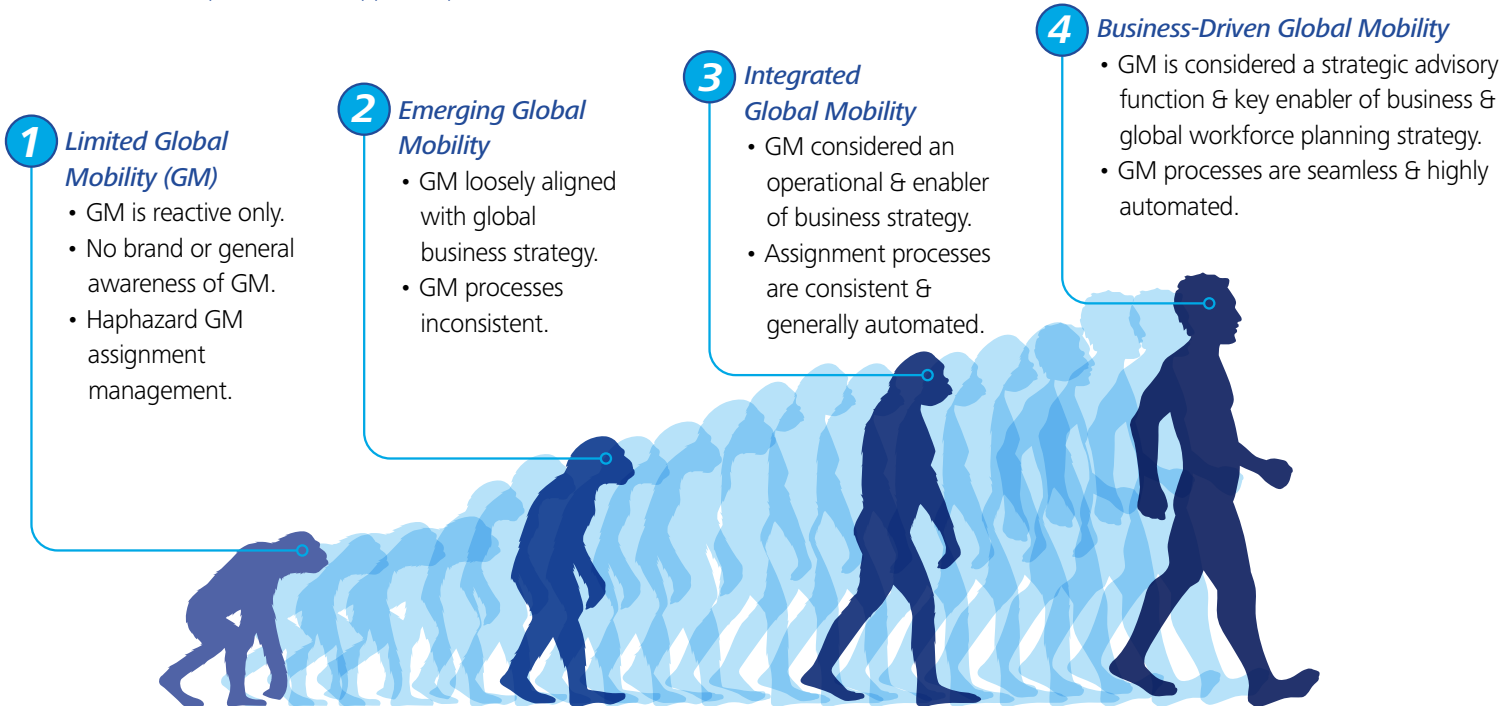 1
Limited Global
Mobility (GM)
• GM is reactive only.
• No brand or general
awareness of GM.
• Haphazard GM
assignment
management.
2
Emerging Global
Mobility
• GM loosely aligned
with global
business strategy.
• GM processes
inconsistent.
3
Integrated
Global Mobility
• GM considered an
operational & enabler
of business strategy.
• Assignment processes
are consistent &
generally automated.
4
Business-Driven Global Mobility
• GM is considered a strategic advisory
function & key enabler of business &
global workforce planning strategy.
• GM processes are seamless & highly
automated.